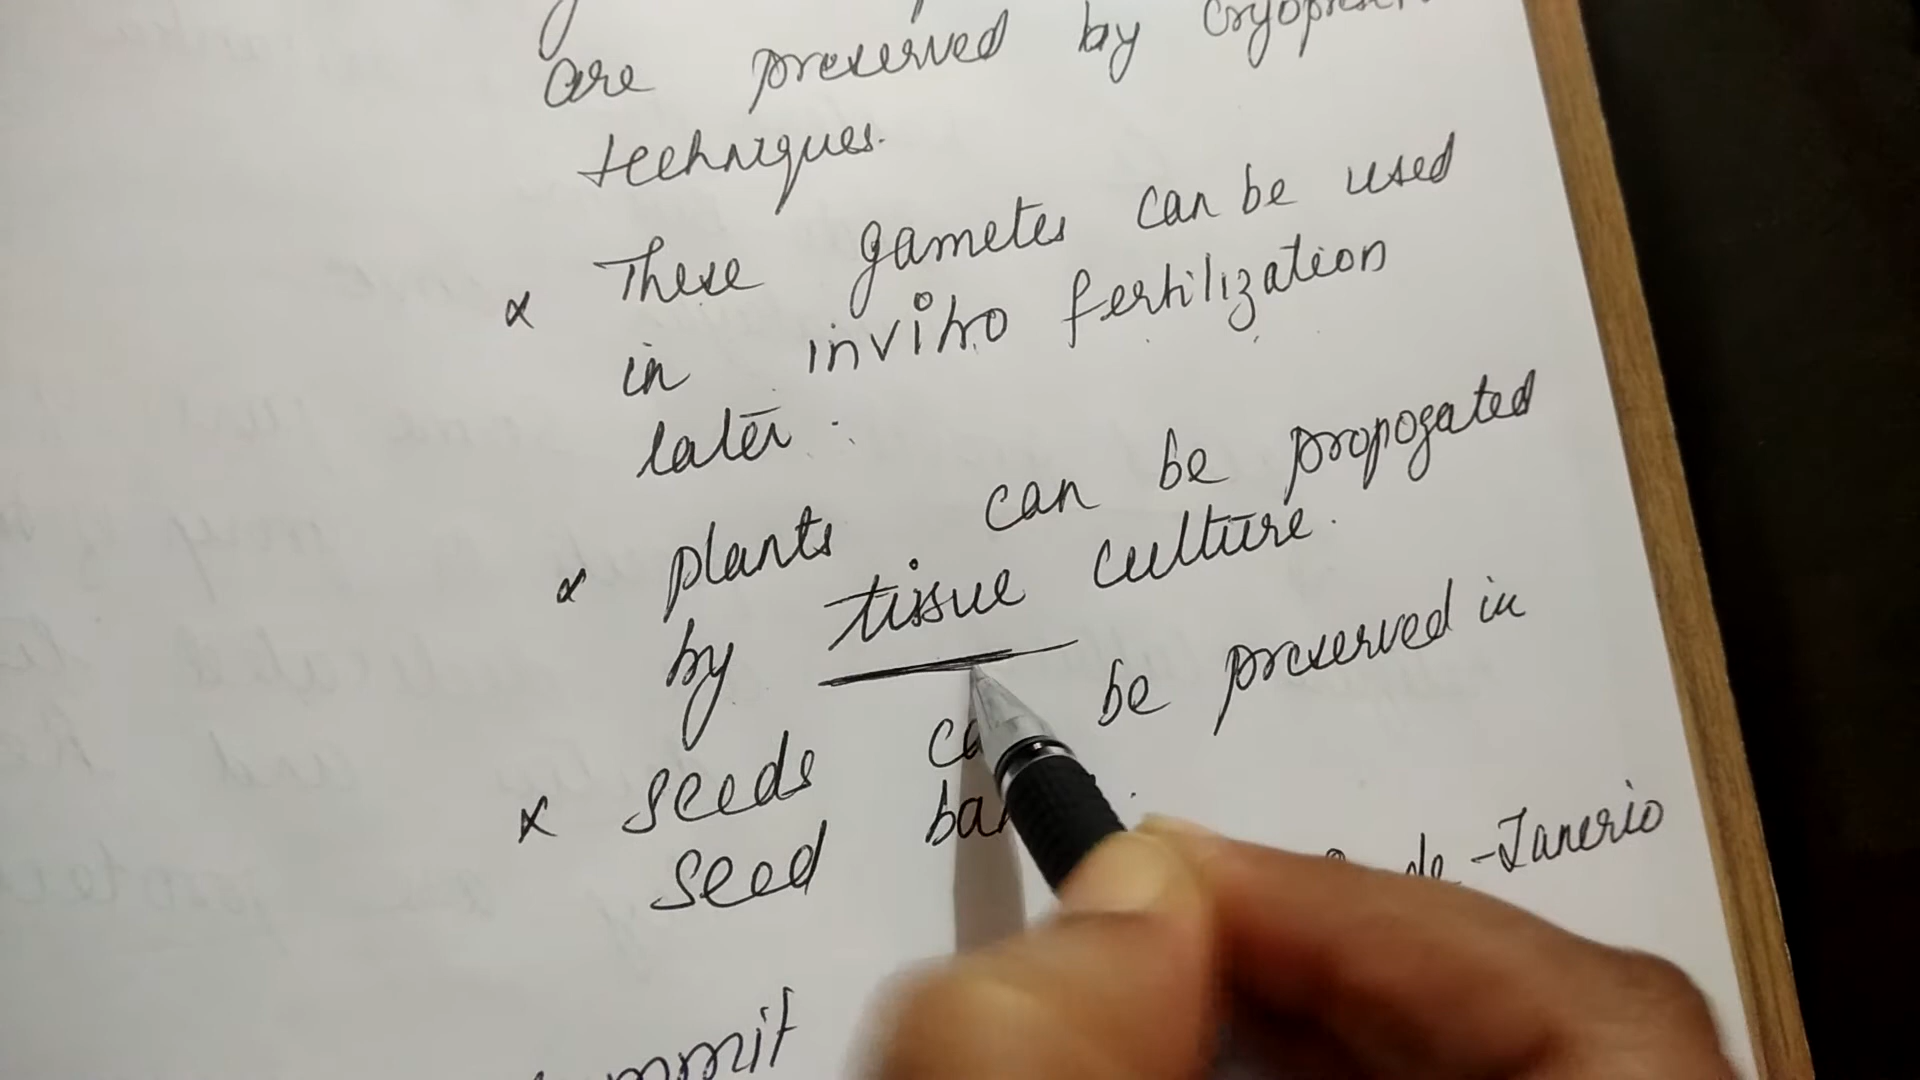 are preserved by
techniques.
x These gametes can be used
in invitro fertilization
later.
x plants can be propogated
by tissue culture.
x seeds be preserved in
seed
de-Janerio